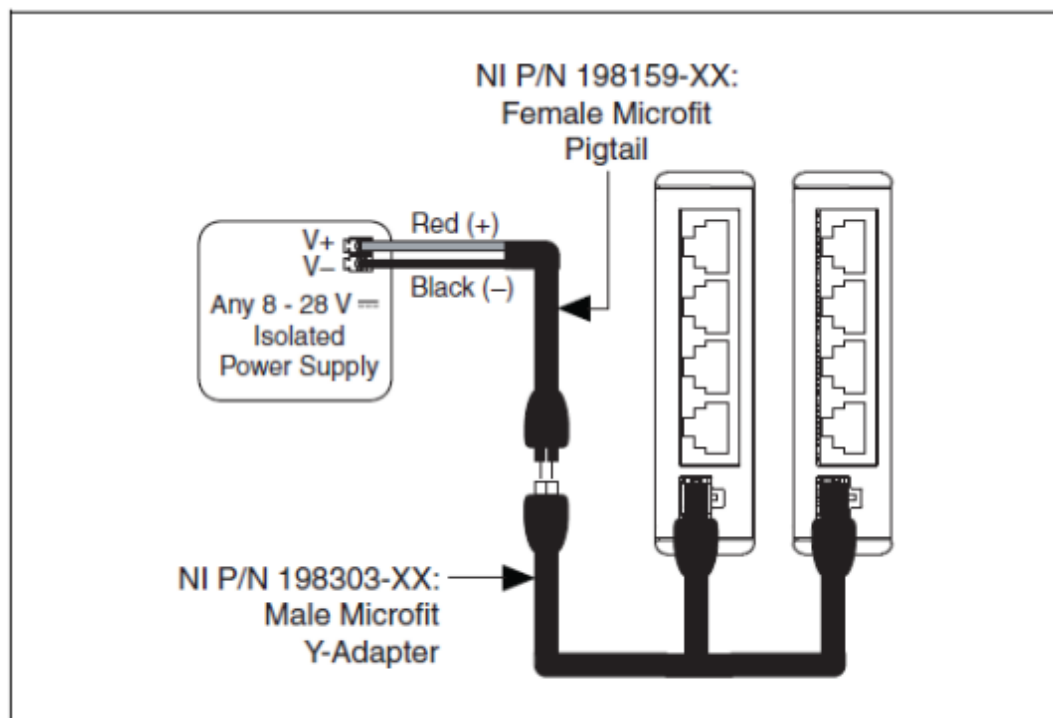 NI P/N 198159-XX:
Female Microfit
Pigtail
Red (+)
V+
V–
Black (–)
Any 8 - 28 V ⎓
Isolated
Power Supply
NI P/N 198303-XX:
Male Microfit
Y-Adapter